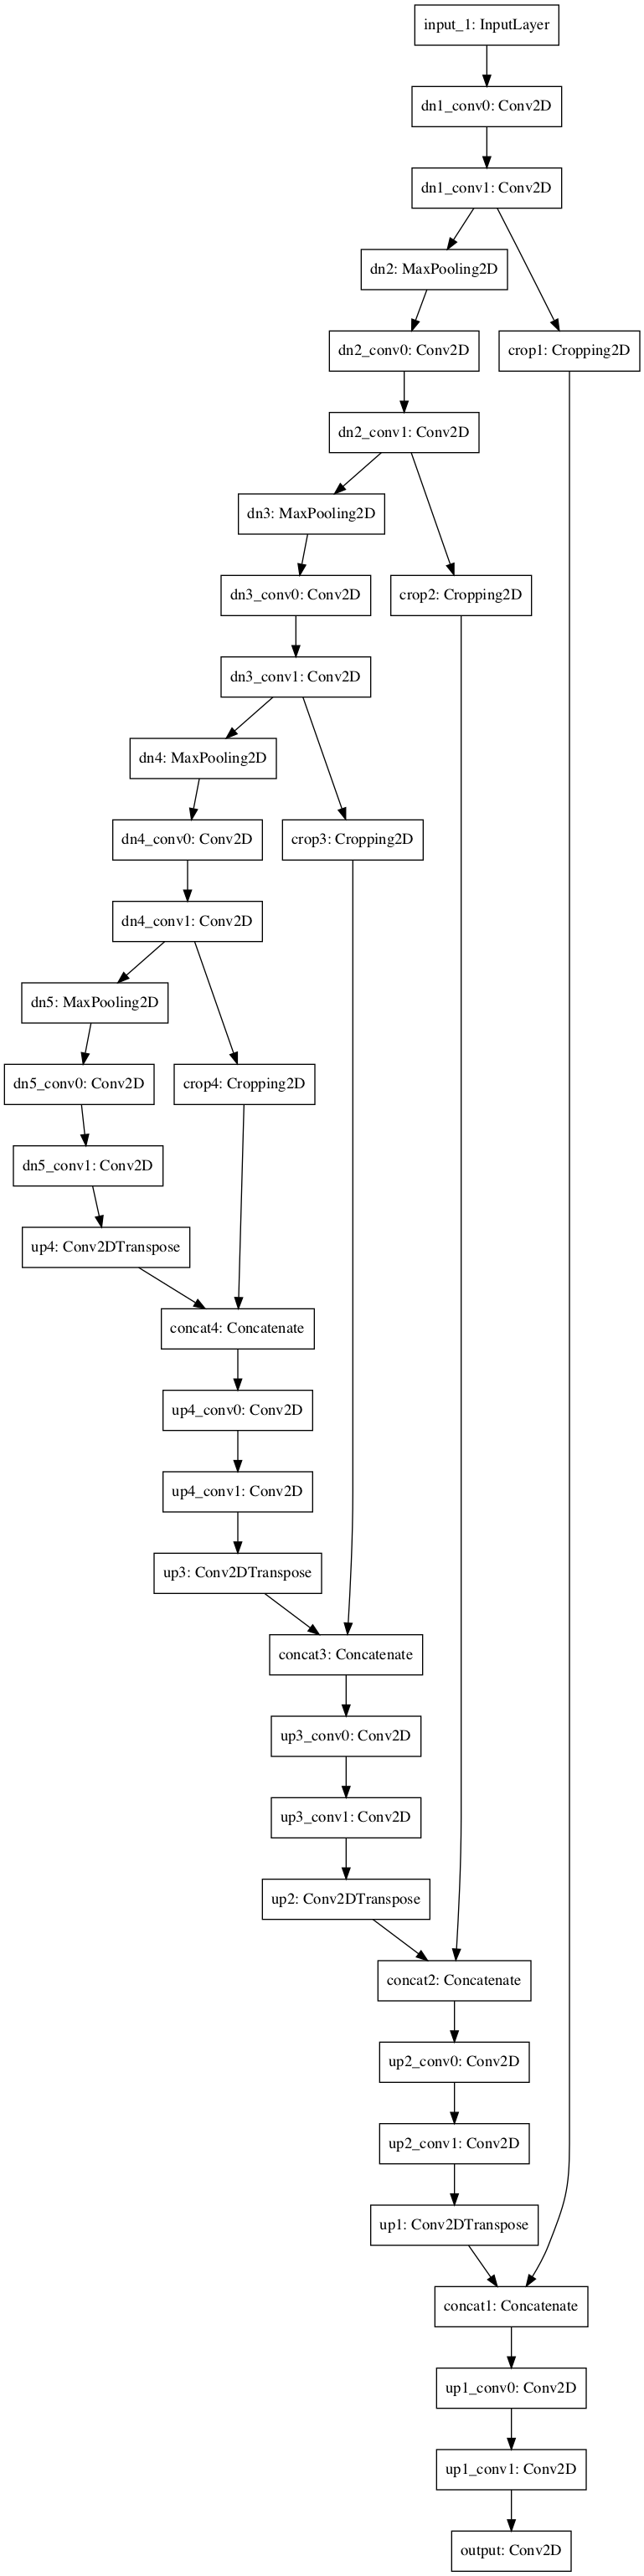 input_1: InputLayer
dn1_conv0: Conv2D
dn1_conv1: Conv2D
dn2: MaxPooling2D
dn2_conv0: Conv2D
crop1: Cropping2D
dn2_conv1: Conv2D
dn3: MaxPooling2D
dn3_conv0: Conv2D
crop2: Cropping2D
dn3_conv1: Conv2D
dn4: MaxPooling2D
dn4_conv0: Conv2D
crop3: Cropping2D
dn4_conv1: Conv2D
dn5: MaxPooling2D
dn5_conv0: Conv2D
crop4: Cropping2D
dn5_conv1: Conv2D
up4: Conv2DTranspose
concat4: Concatenate
up4_conv0: Conv2D
up4_conv1: Conv2D
up3: Conv2DTranspose
concat3: Concatenate
up3_conv0: Conv2D
up3_conv1: Conv2D
up2: Conv2DTranspose
concat2: Concatenate
up2_conv0: Conv2D
up2_conv1: Conv2D
up1: Conv2DTranspose
concat1: Concatenate
up1_conv0: Conv2D
up1_conv1: Conv2D
output: Conv2D